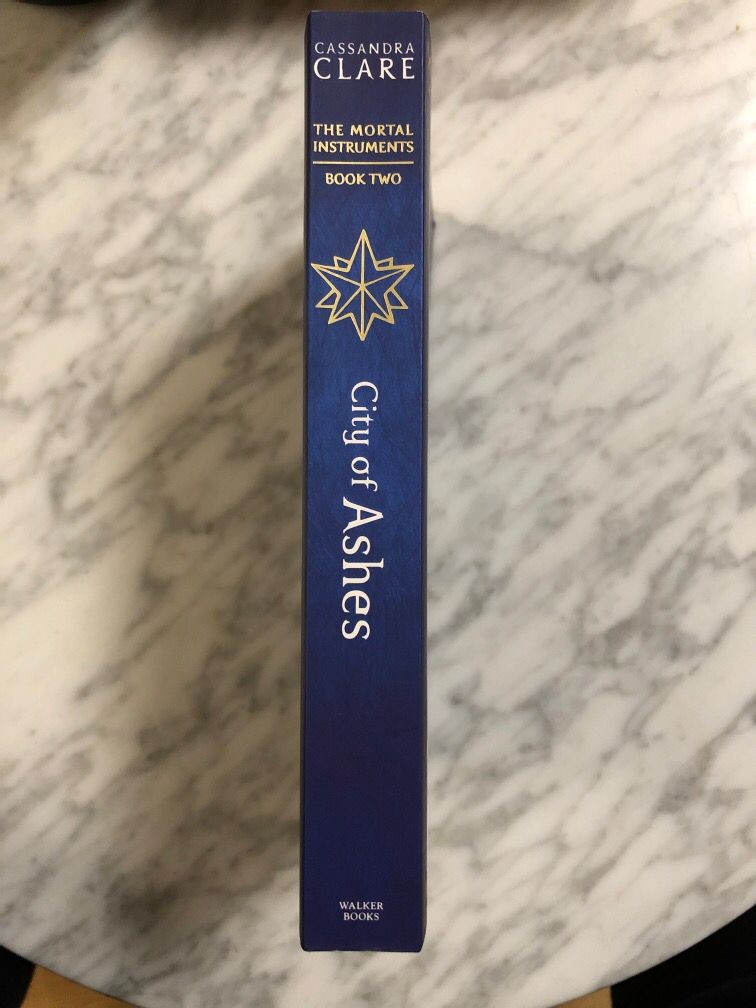 CASSANDRA
CLARE
THE MORTAL
INSTRUMENTS
BOOK TWO
City of Ashes
WALKER
BOOKS